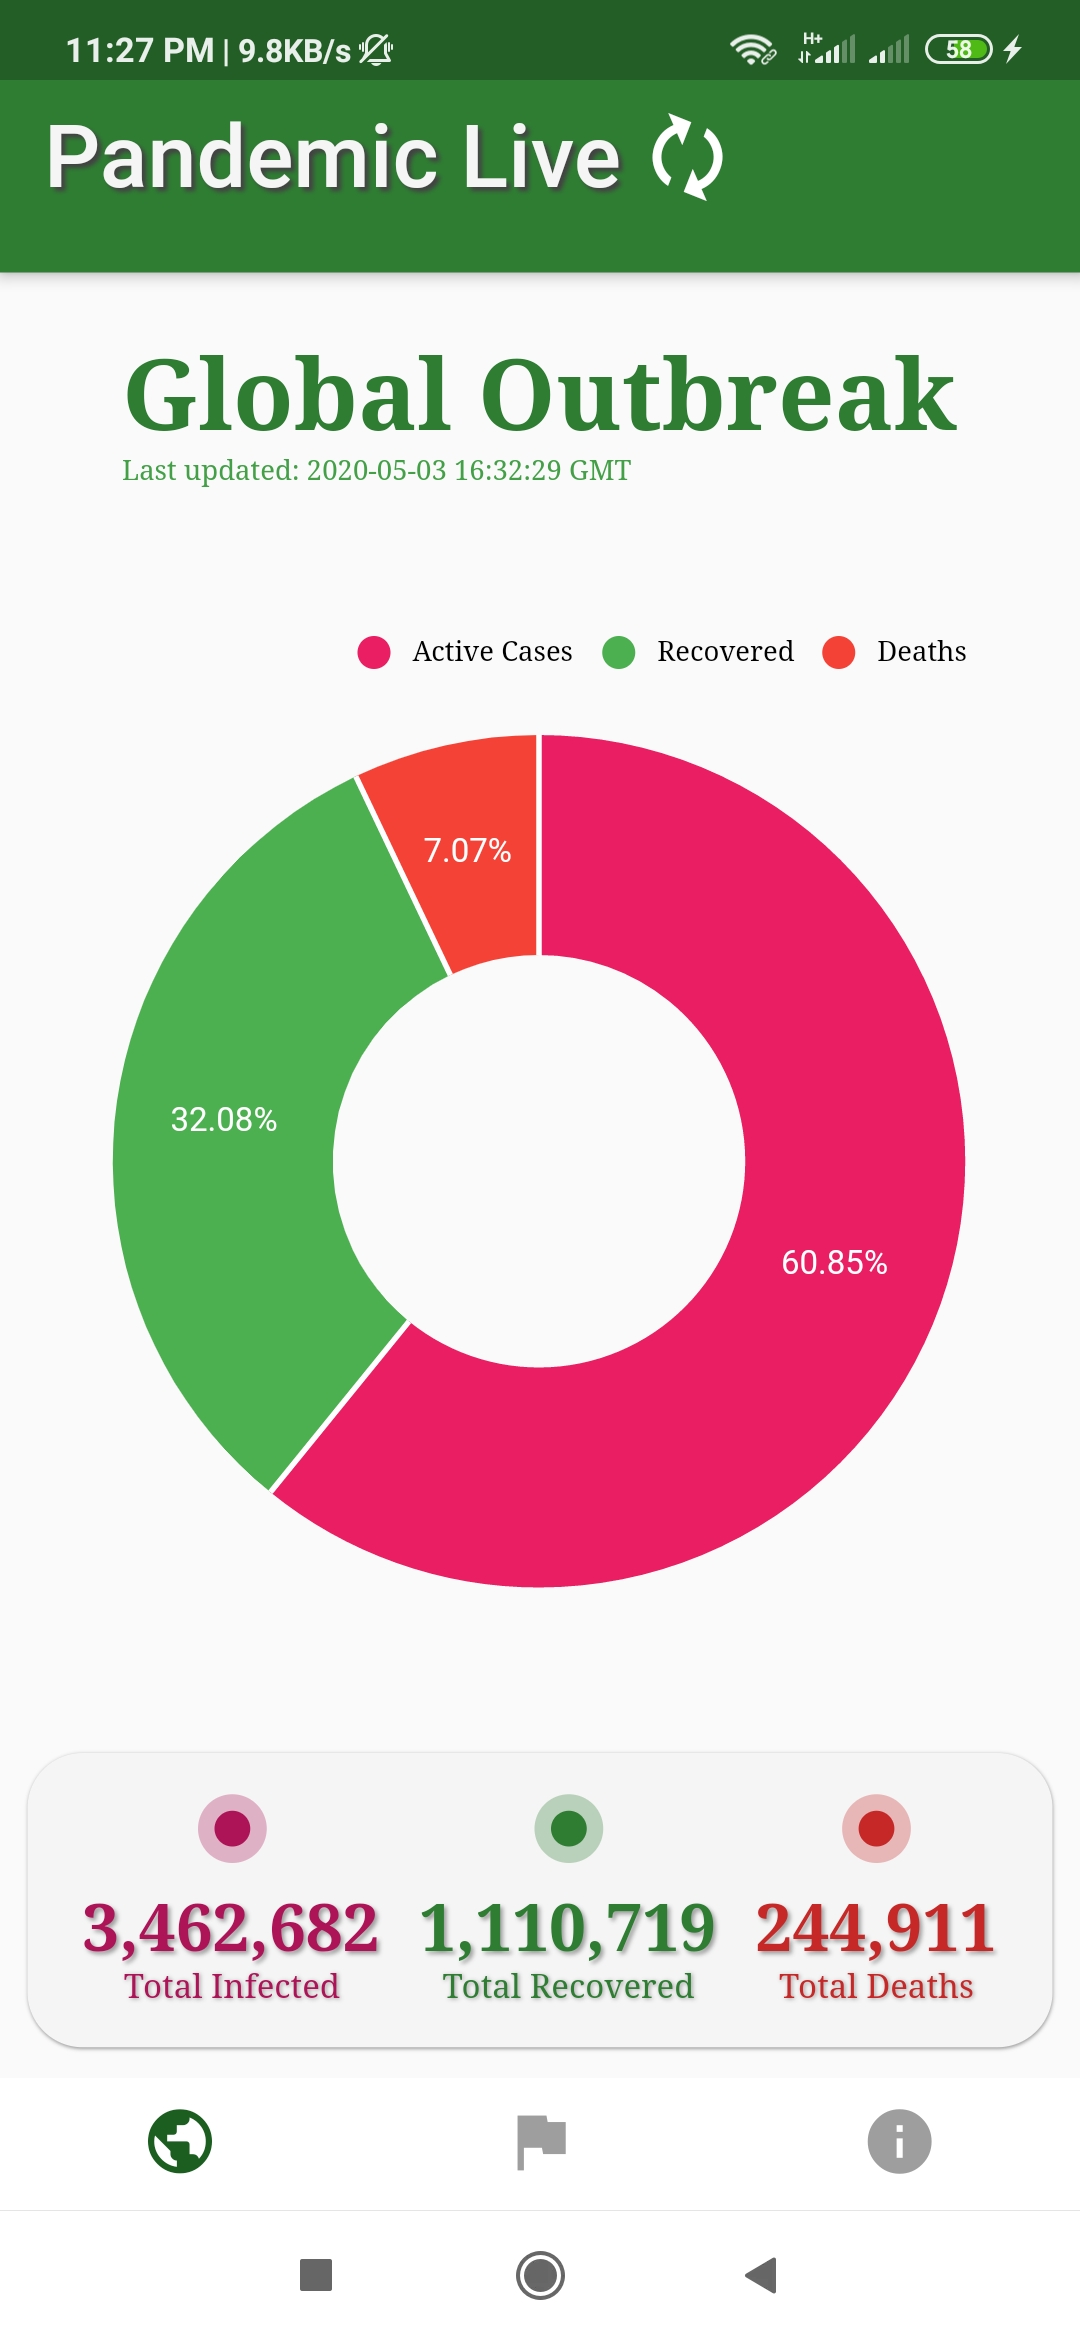 11:27 PM | 9.8KB/s H+ 58
Pandemic Live
Global Outbreak
Last updated: 2020-05-03 16:32:29 GMT
Active Cases Recovered Deaths
7.07%
32.08%
60.85%
3,462,682 1,110,719 244,911
Total Infected Total Recovered Total Deaths